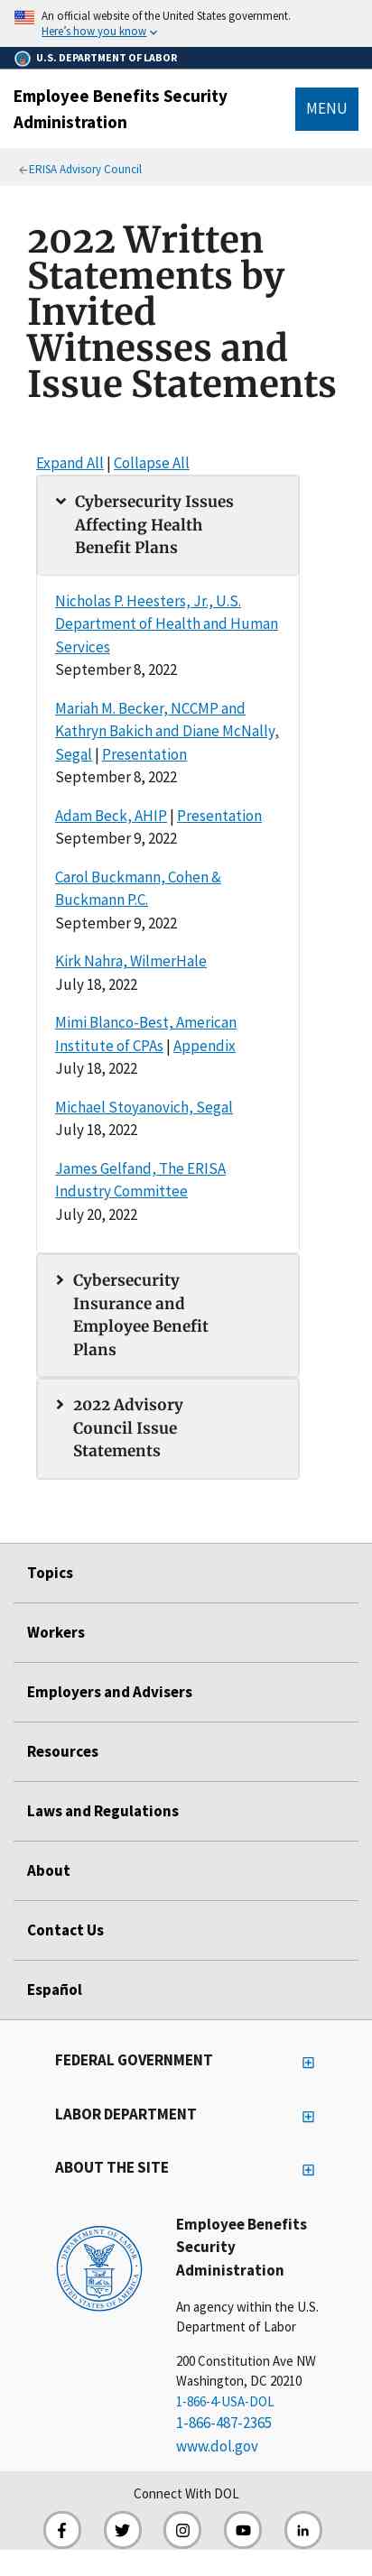 An official website of the United States government.
Here's how you know
U.S. DEPARTMENT OF LABOR
Employee Benefits Security
Administration
MENU
ERISA Advisory Council
2022 Written
Statements by
Invited
Witnesses and
Issue Statements
Expand All | Collapse All
Cybersecurity Issues
Affecting Health
Benefit Plans
Nicholas P. Heesters, Jr., U.S.
Department of Health and Human
Services
September 8, 2022
Mariah M. Becker, NCCMP and
Kathryn Bakich and Diane McNally,
Segal | Presentation
September 8, 2022
Adam Beck, AHIP | Presentation
September 9, 2022
Carol Buckmann, Cohen &
Buckmann P.C.
September 9, 2022
Kirk Nahra, WilmerHale
July 18, 2022
Mimi Blanco-Best, American
Institute of CPAs | Appendix
July 18, 2022
Michael Stoyanovich, Segal
July 18, 2022
James Gelfand, The ERISA
Industry Committee
July 20, 2022
Cybersecurity
Insurance and
Employee Benefit
Plans
2022 Advisory
Council Issue
Statements
Topics
Workers
Employers and Advisers
Resources
Laws and Regulations
About
Contact Us
Español
FEDERAL GOVERNMENT
LABOR DEPARTMENT
ABOUT THE SITE
DEPARTMENT OF LABOR
UNITED STATES OF AMERICA
Employee Benefits
Security
Administration
An agency within the U.S.
Department of Labor
200 Constitution Ave NW
Washington, DC 20210
1-866-4-USA-DOL
1-866-487-2365
www.dol.gov
Connect With DOL